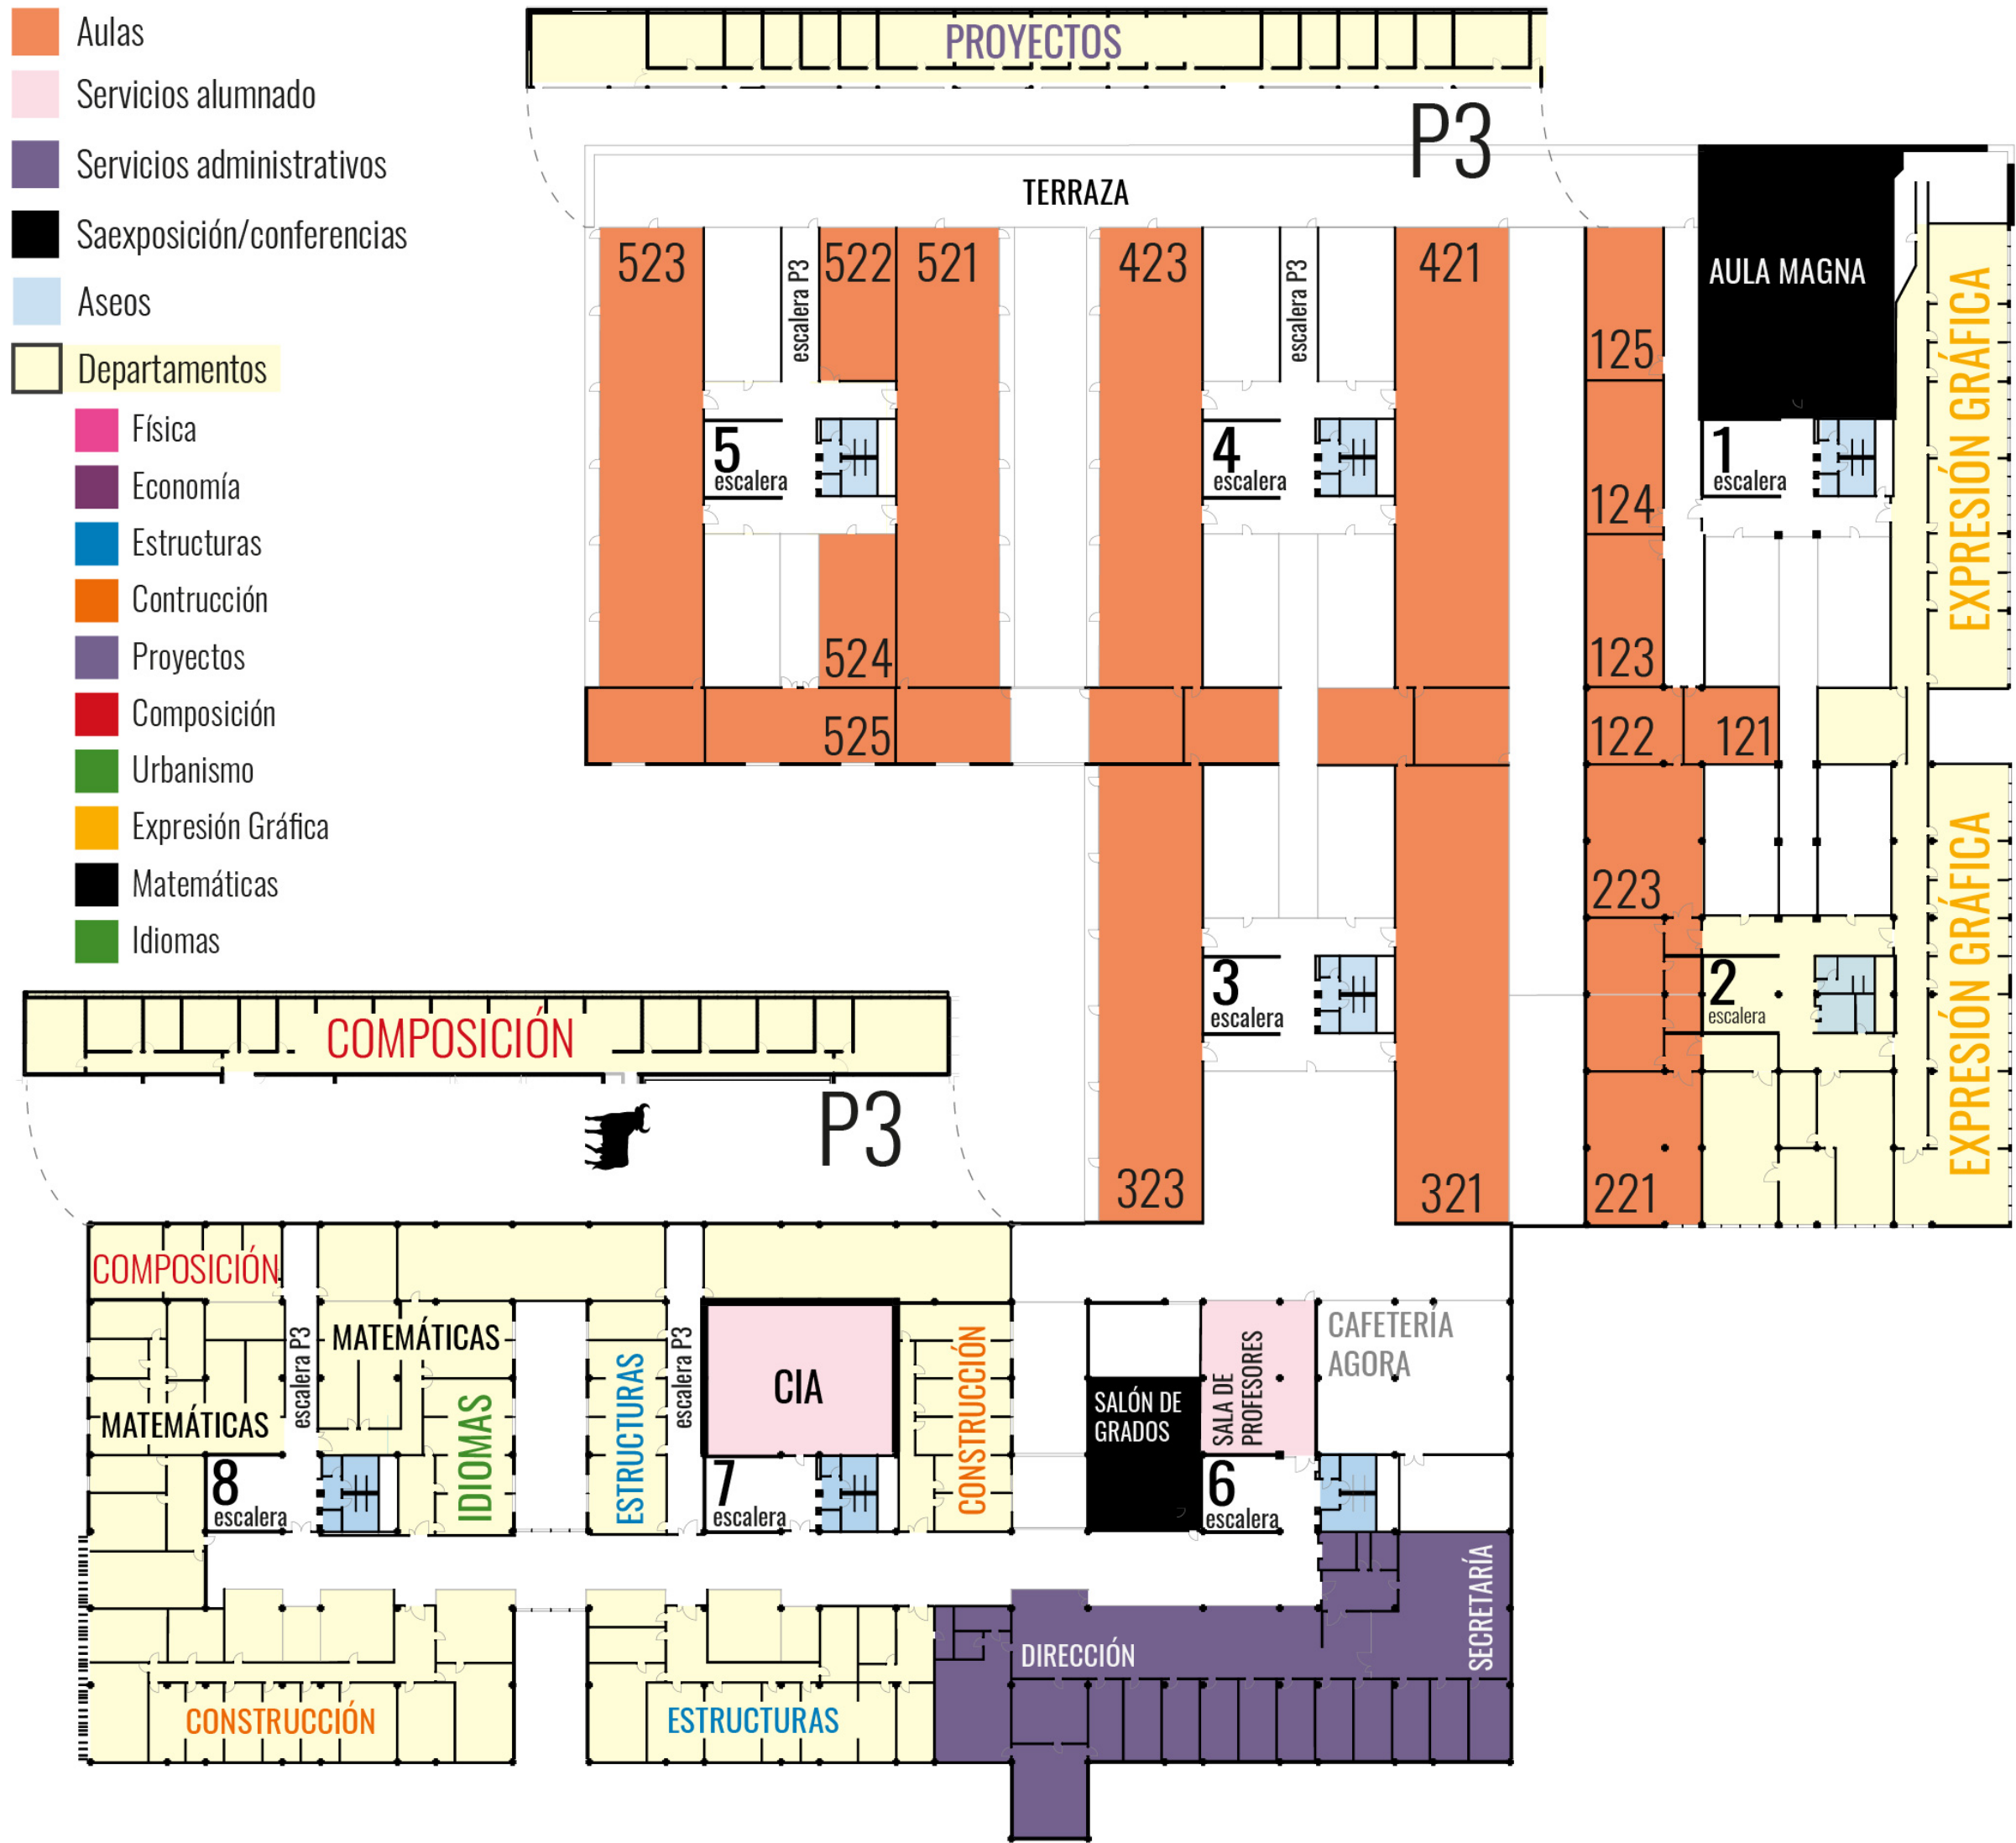 Aulas
Servicios alumnado
Servicios administrativos
Saexposición/conferencias
Aseos
Departamentos
Física
Economía
Estructuras
Contrucción
Proyectos
Composición
Urbanismo
Expresión Gráfica
Matemáticas
Idiomas
PROYECTOS
P3
TERRAZA
523
escalera P3
522
521
423
escalera P3
421
125
AULA MAGNA
EXPRESIÓN GRÁFICA
5
escalera
4
escalera
124
1
escalera
524
123
525
122
121
223
EXPRESIÓN GRÁFICA
3
escalera
2
escalera
323
321
221
COMPOSICIÓN
P3
COMPOSICIÓN
MATEMÁTICAS
escalera P3
MATEMÁTICAS
IDIOMAS
ESTRUCTURAS
escalera P3
CIA
CONSTRUCCIÓN
SALÓN DE
GRADOS
SALA DE
PROFESORES
CAFETERÍA
AGORA
8
escalera
7
escalera
6
escalera
SECRETARÍA
DIRECCIÓN
CONSTRUCCIÓN
ESTRUCTURAS